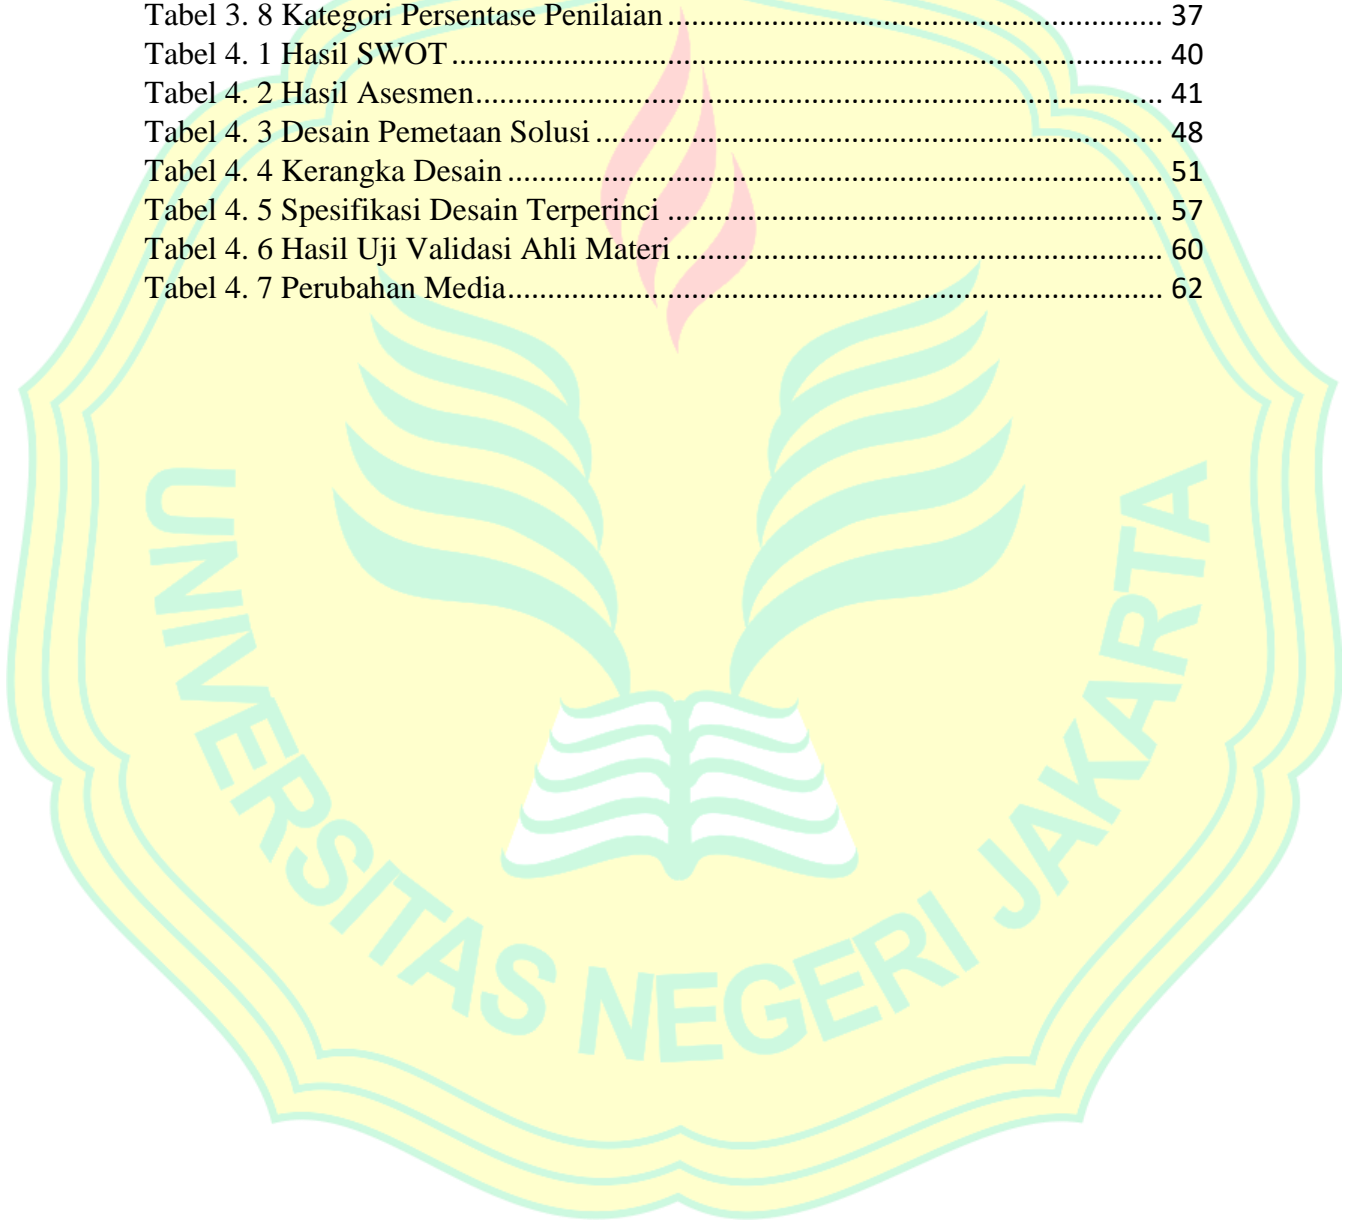 Tabel 3. 8 Kategori Persentase Penilaian ............................................................. 37
Tabel 4. 1 Hasil SWOT ......................................................................................... 40
Tabel 4. 2 Hasil Asesmen...................................................................................... 41
Tabel 4. 3 Desain Pemetaan Solusi ....................................................................... 48
Tabel 4. 4 Kerangka Desain .................................................................................. 51
Tabel 4. 5 Spesifikasi Desain Terperinci .............................................................. 57
Tabel 4. 6 Hasil Uji Validasi Ahli Materi ............................................................. 60
Tabel 4. 7 Perubahan Media.................................................................................. 62
UNIVERSITAS NEGERI JAKARTA